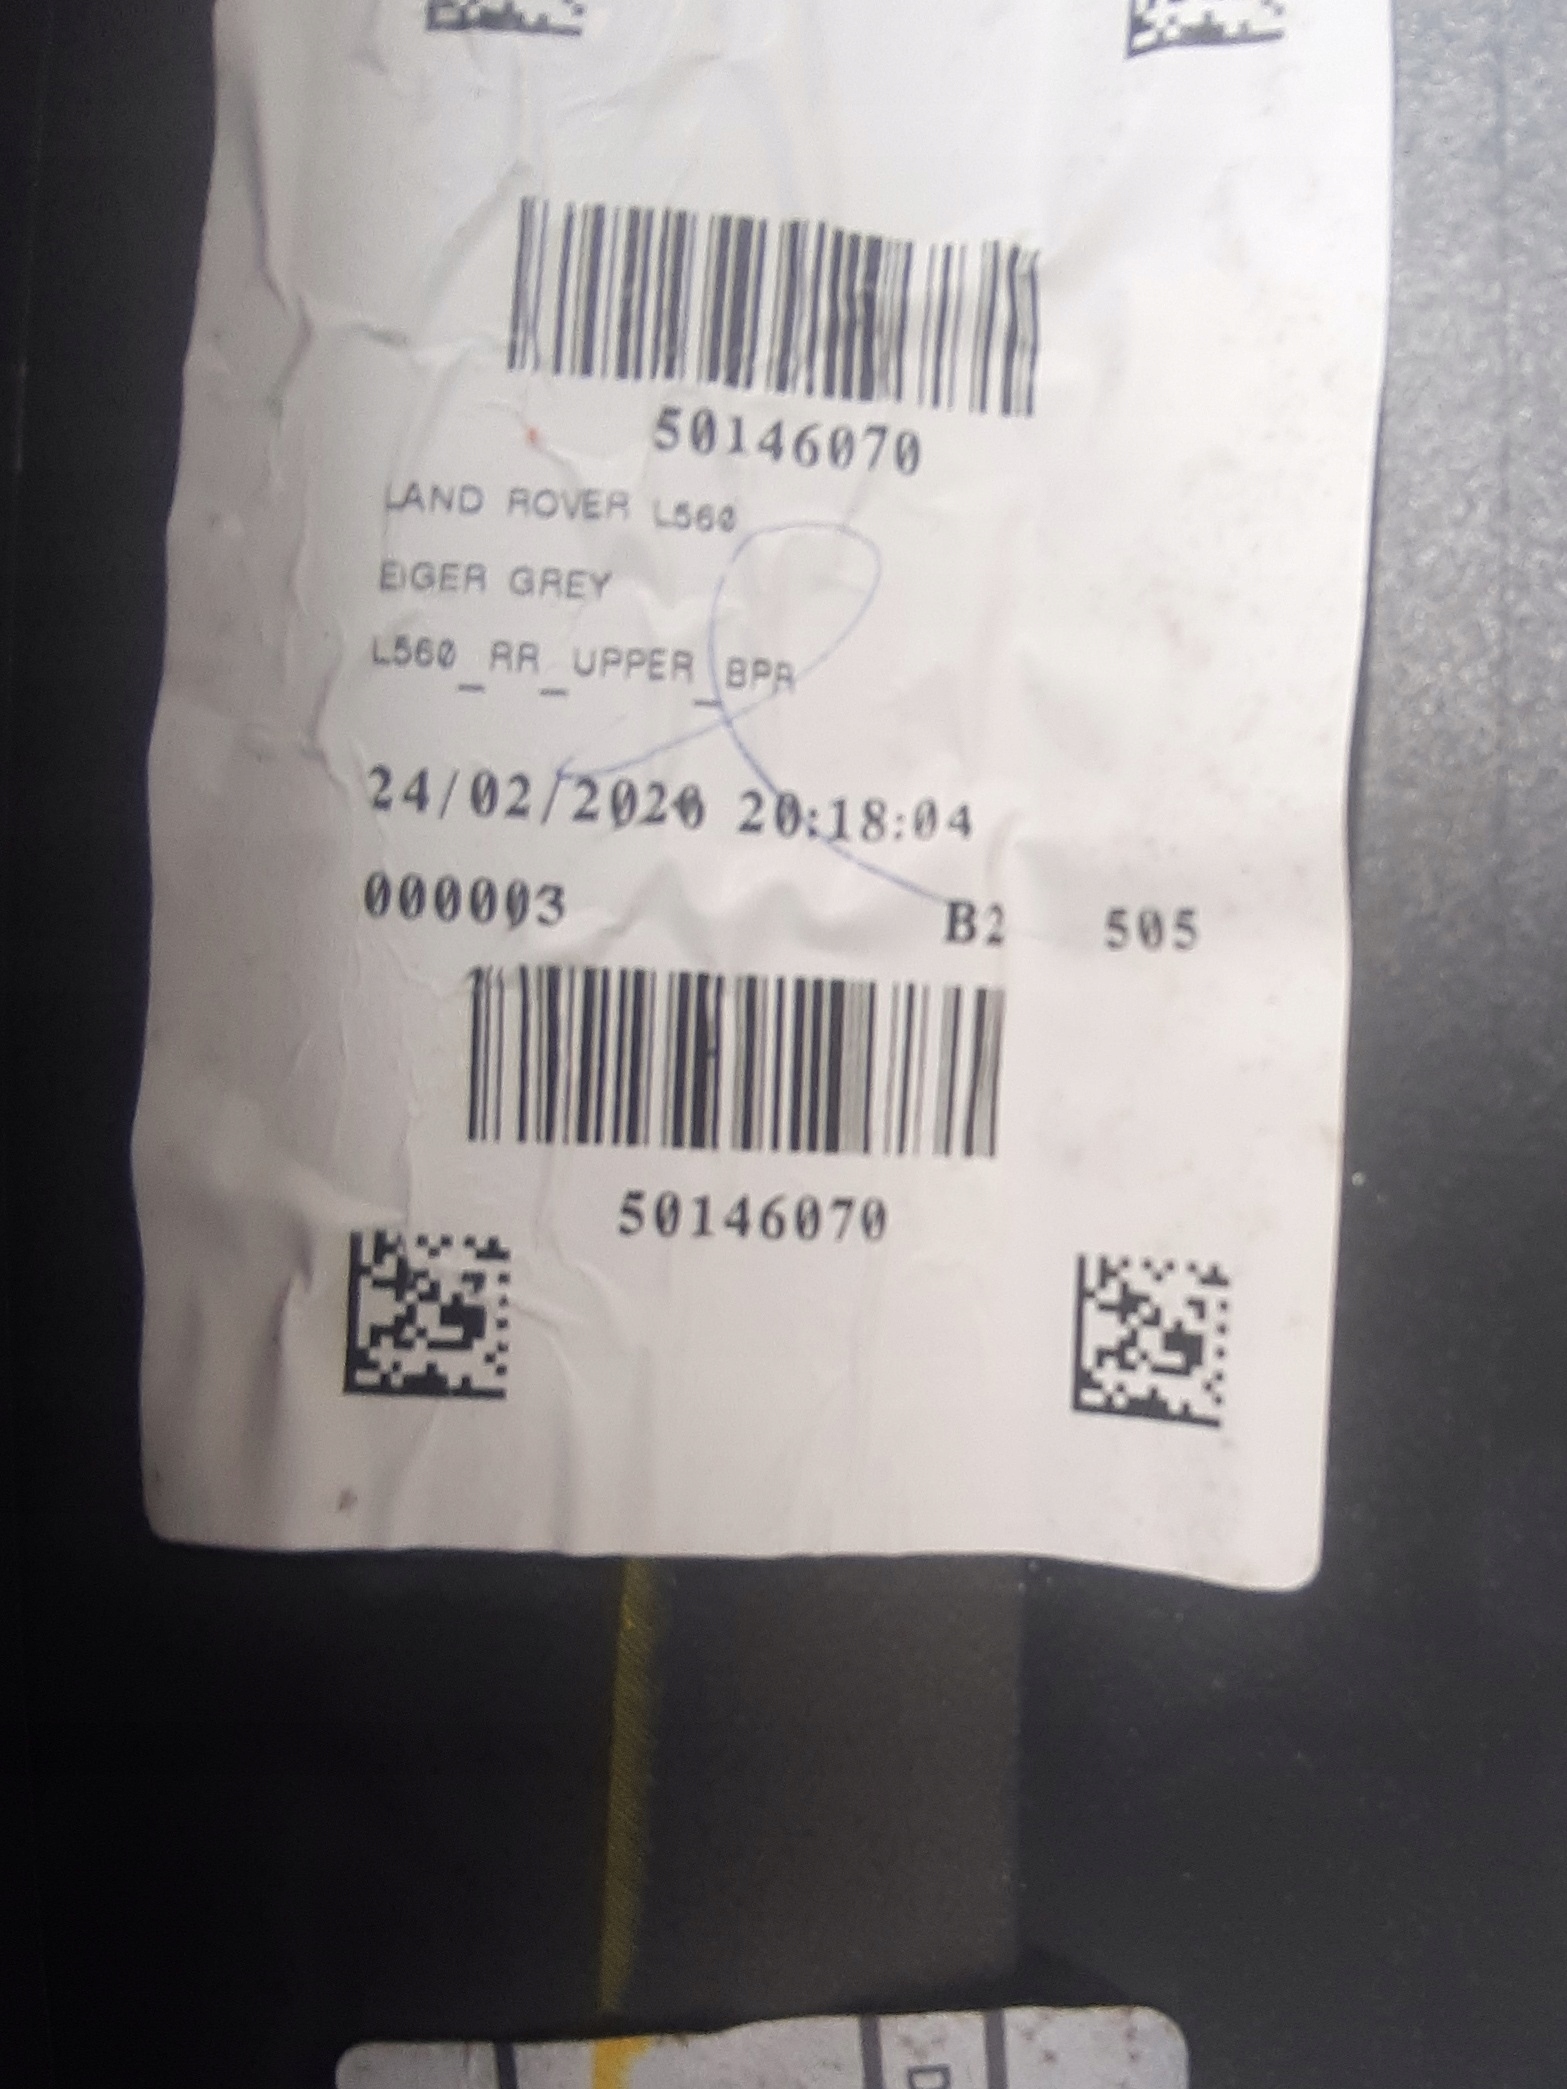 50146070
LAND ROVER L560
EIGER GREY
L560_RR_UPPER_BPR
24/02/2020 20:18:04
000003 B2 505
50146070
D